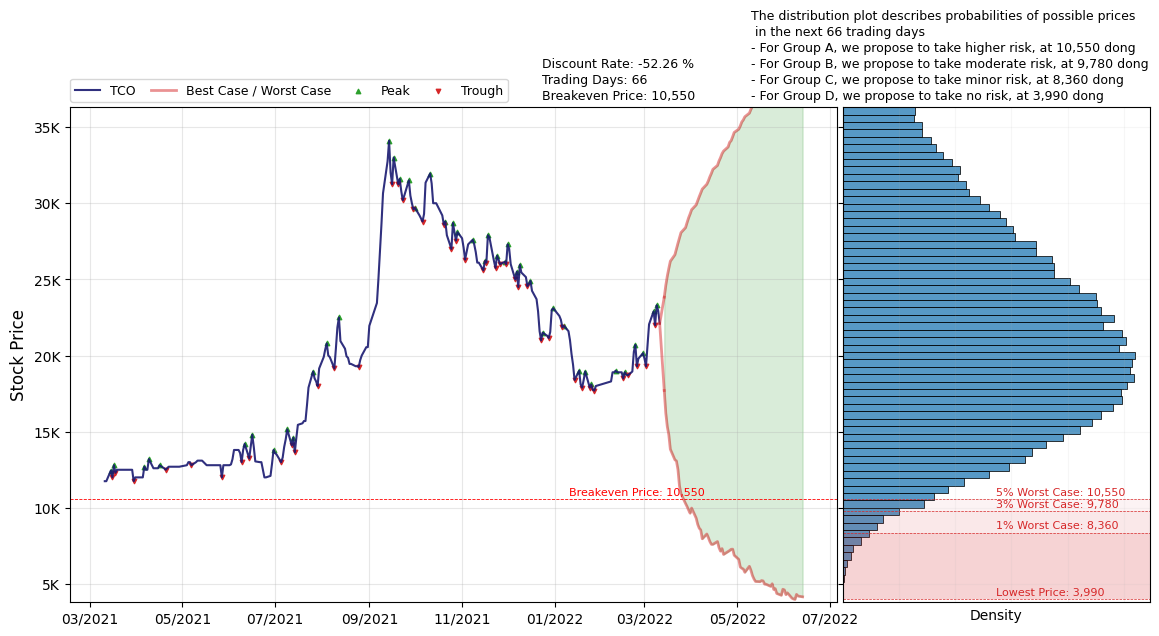 The distribution plot describes probabilities of possible prices
in the next 66 trading days
- For Group A, we propose to take higher risk, at 10,550 dong
- For Group B, we propose to take moderate risk, at 9,780 dong
- For Group C, we propose to take minor risk, at 8,360 dong
- For Group D, we propose to take no risk, at 3,990 dong
Discount Rate: -52.26 %
Trading Days: 66
Breakeven Price: 10,550
TCO
Best Case / Worst Case
Peak
Trough
Stock Price
35K
30K
25K
20K
15K
10K
5K
Breakeven Price: 10,550
5% Worst Case: 10,550
3% Worst Case: 9,780
1% Worst Case: 8,360
Lowest Price: 3,990
03/2021
05/2021
07/2021
09/2021
11/2021
01/2022
03/2022
05/2022
07/2022
Density